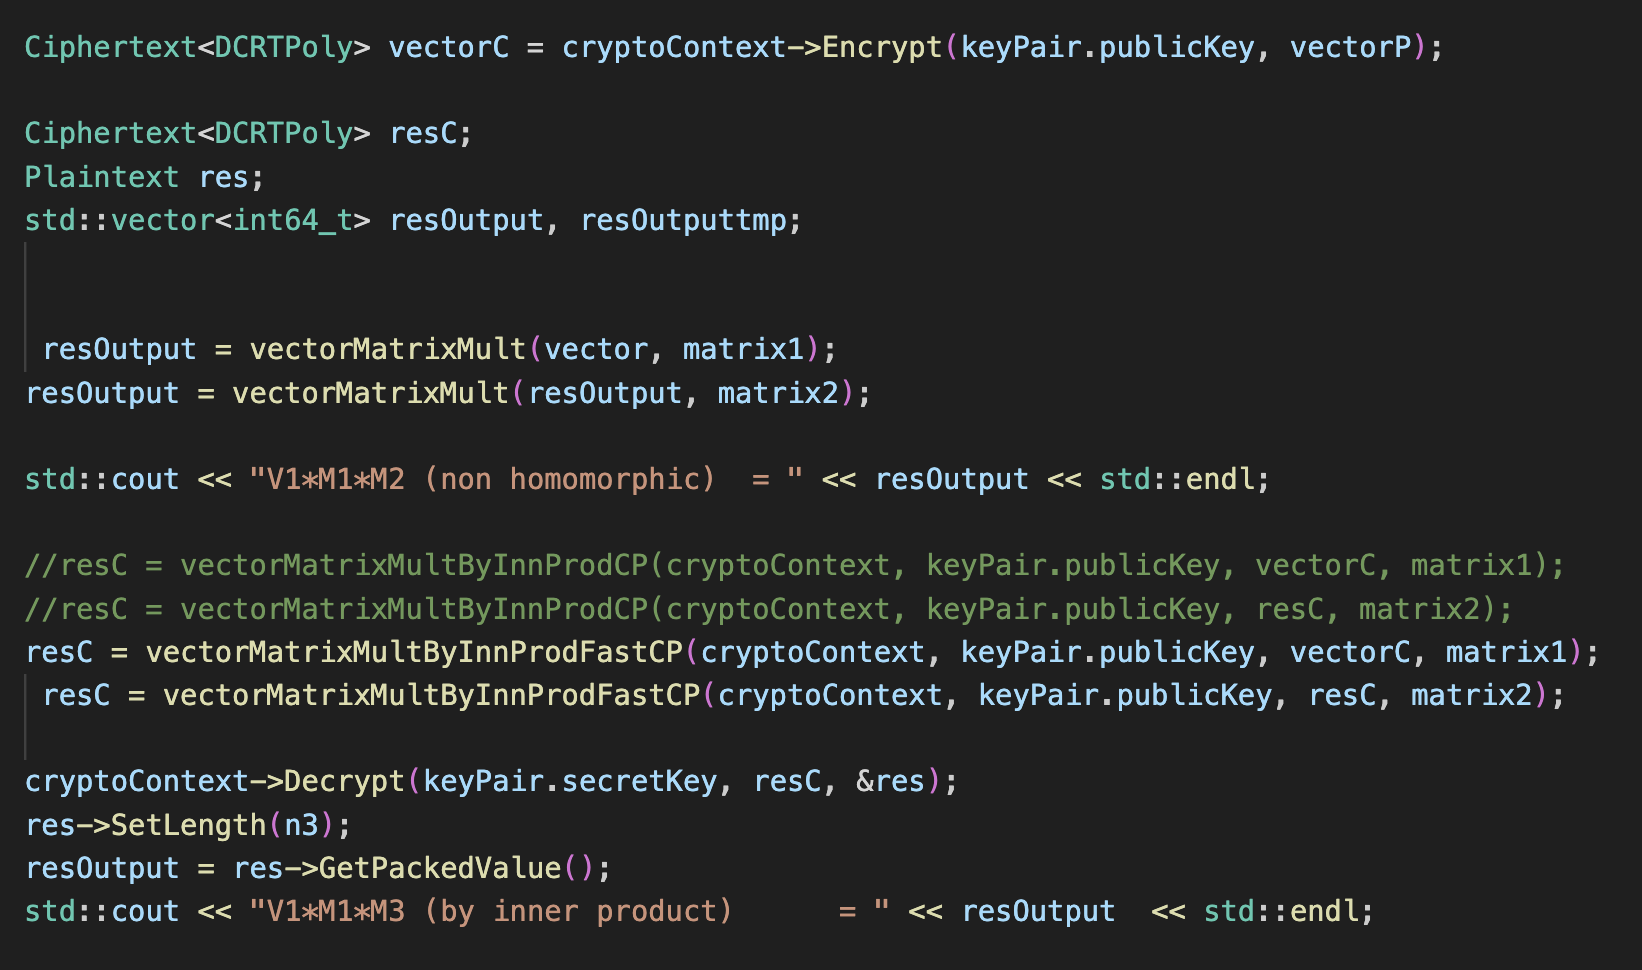 Ciphertext<DCRTPoly> vectorC = cryptoContext->Encrypt(keyPair.publicKey, vectorP);
Ciphertext<DCRTPoly> resC;
Plaintext res;
std::vector<int64_t> resOutput, resOutputtmp;
resOutput = vectorMatrixMult(vector, matrix1);
resOutput = vectorMatrixMult(resOutput, matrix2);
std::cout << "V1*M1*M2 (non homomorphic)  = " << resOutput << std::endl;
//resC = vectorMatrixMultByInnProdCP(cryptoContext, keyPair.publicKey, vectorC, matrix1);
//resC = vectorMatrixMultByInnProdCP(cryptoContext, keyPair.publicKey, resC, matrix2);
resC = vectorMatrixMultByInnProdFastCP(cryptoContext, keyPair.publicKey, vectorC, matrix1);
resC = vectorMatrixMultByInnProdFastCP(cryptoContext, keyPair.publicKey, resC, matrix2);
cryptoContext->Decrypt(keyPair.secretKey, resC, &res);
res->SetLength(n3);
resOutput = res->GetPackedValue();
std::cout << "V1*M1*M3 (by inner product)      = " << resOutput  << std::endl;